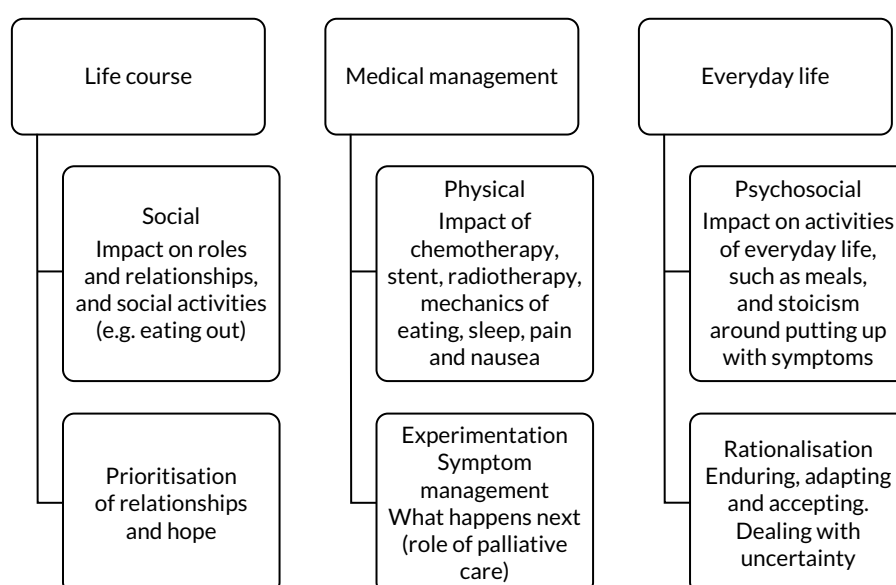 Life course
Medical management
Everyday life
Social
Impact on roles
and relationships,
and social activities
(e.g. eating out)
Physical
Impact of
chemotherapy,
stent, radiotherapy,
mechanics of
eating, sleep, pain
and nausea
Psychosocial
Impact on activities
of everyday life,
such as meals,
and stoicism
around putting up
with symptoms
Prioritisation
of relationships
and hope
Experimentation
Symptom
management
What happens next
(role of palliative
care)
Rationalisation
Enduring, adapting
and accepting.
Dealing with
uncertainty